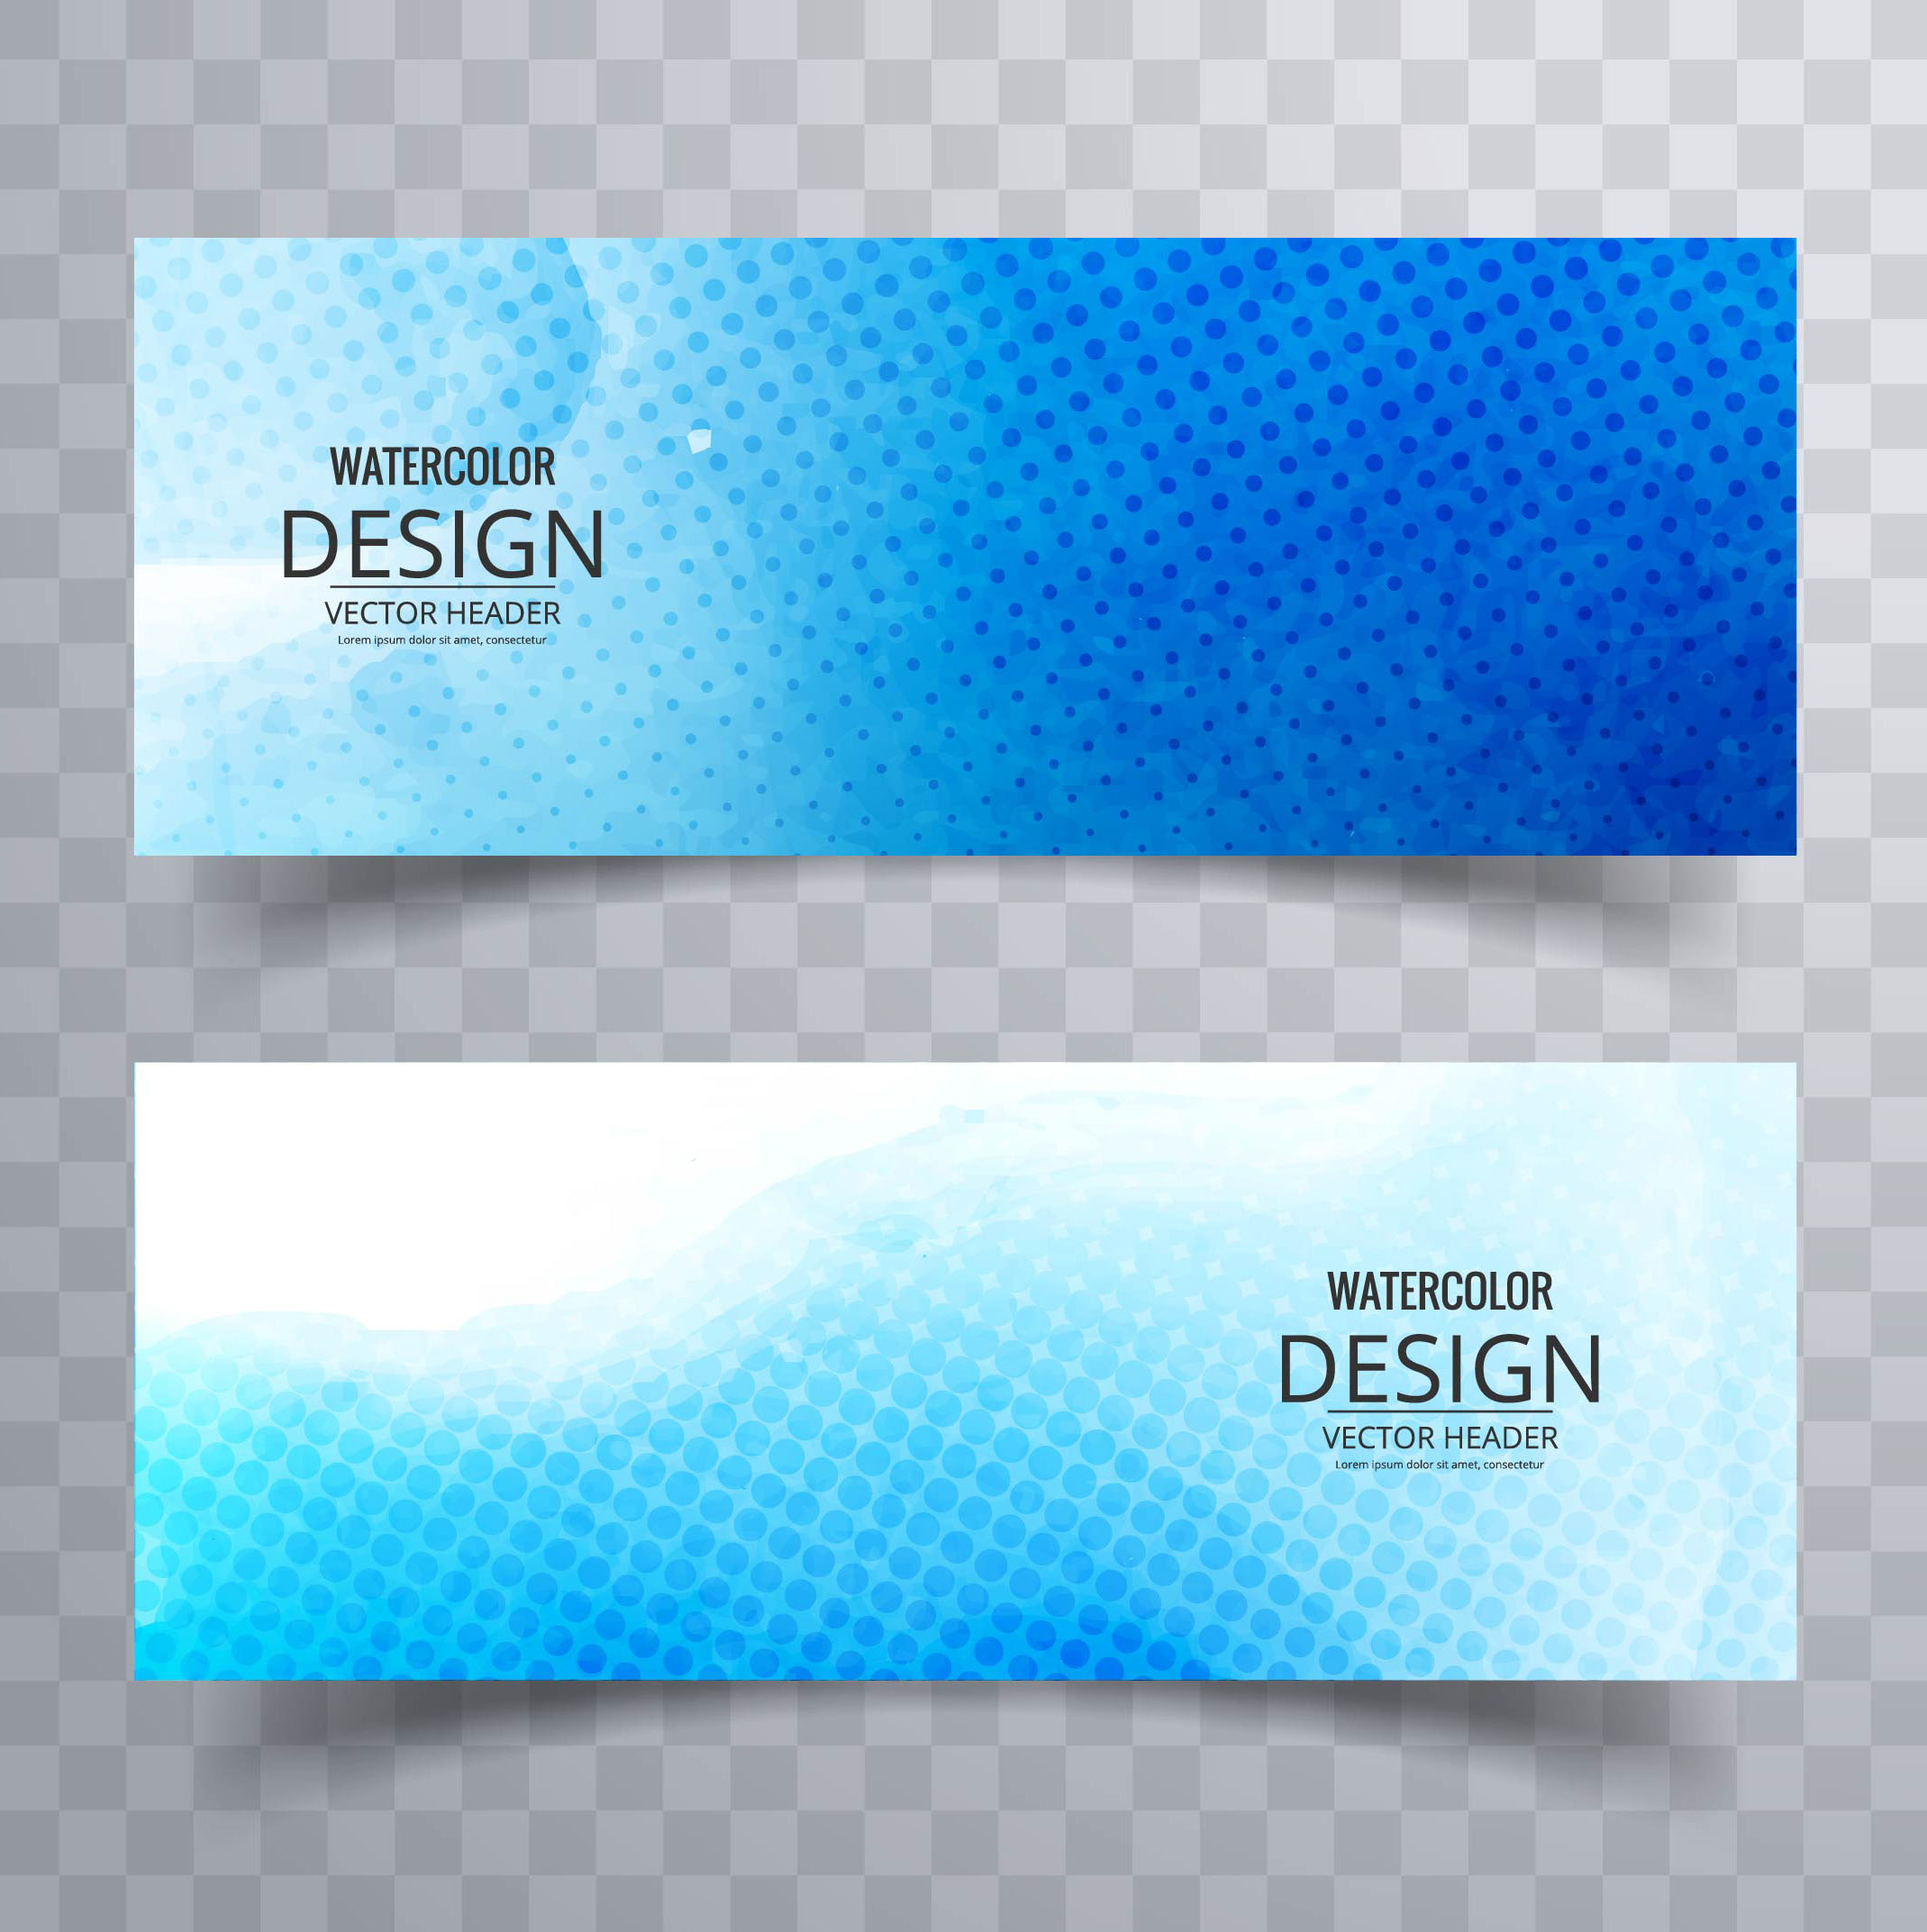 WATERCOLOR
DESIGN
VECTOR HEADER
Lorem ipsum dolor sit amet, consectetur
WATERCOLOR
DESIGN
VECTOR HEADER
Lorem ipsum dolor sit amet, consectetur